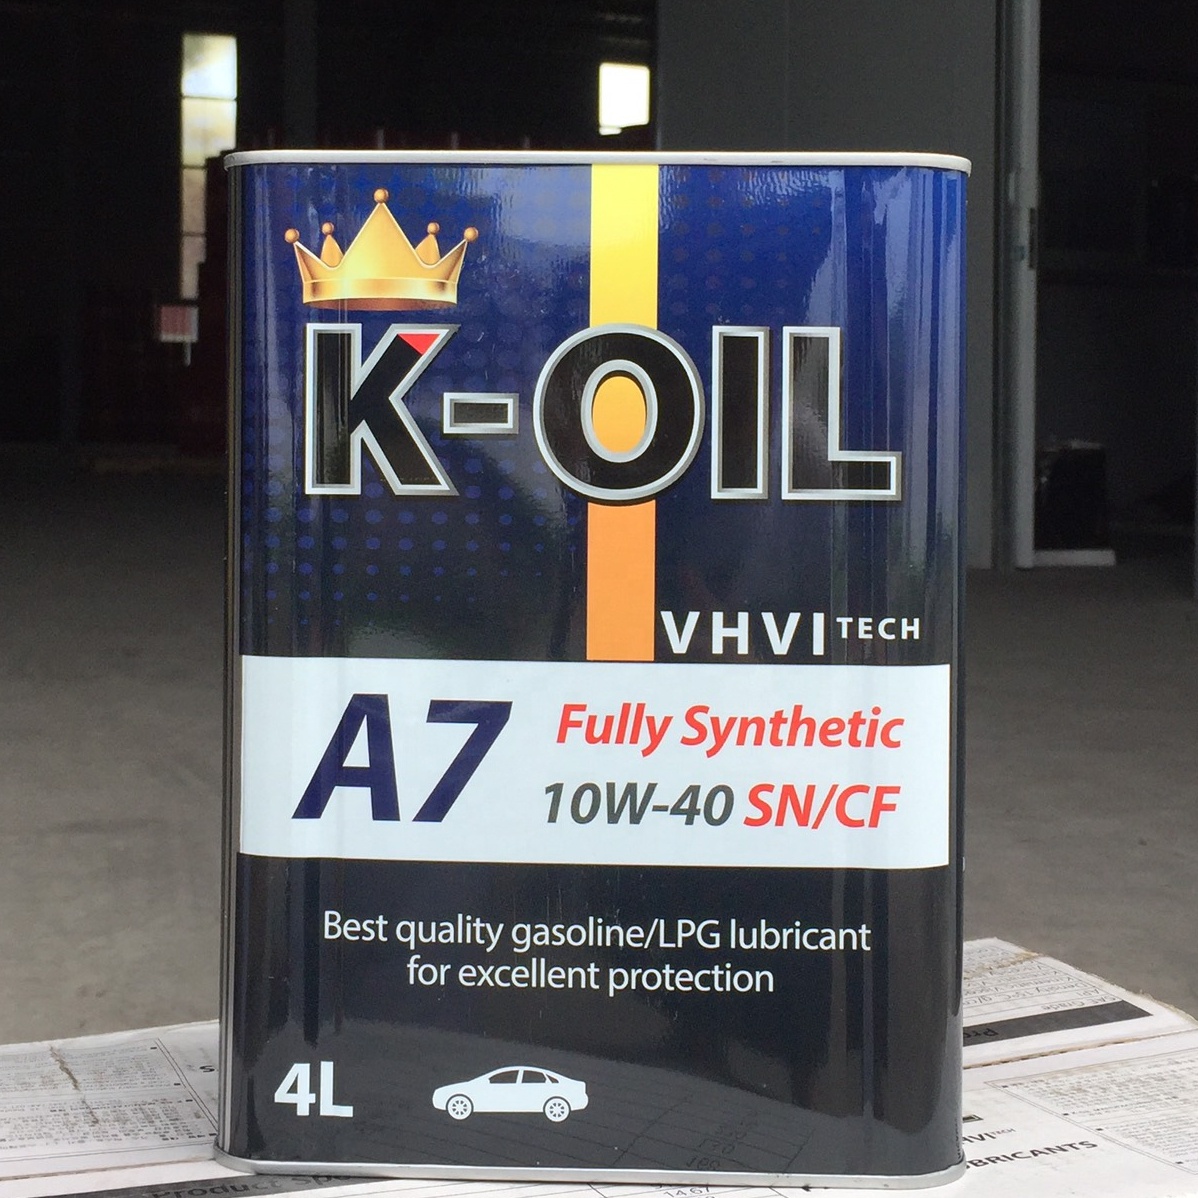 K-OIL
VHVI TECH
A7
Fully Synthetic
10W-40 SN/CF
Best quality gasoline/LPG lubricant
for excellent protection
4L